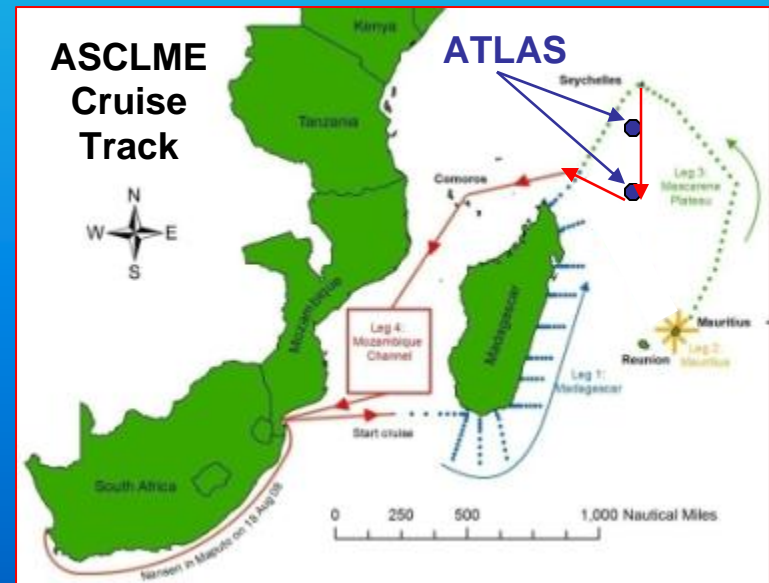 ASCLME
Cruise
Track
ATLAS
Kenya
Seychelles
Tanzania
Comoros
Leg 3:
Mascarene
Plateau
N
W E
S
Mozambique
Madagascar
Leg 4:
Mozambique
Channel
Mauritius
Leg 2:
Mauritius
Reunion
Leg 1:
Madagascar
Start cruise
South Africa
Nansen in Maputo on 18 Aug 08
0 250 500 1,000 Nautical Miles